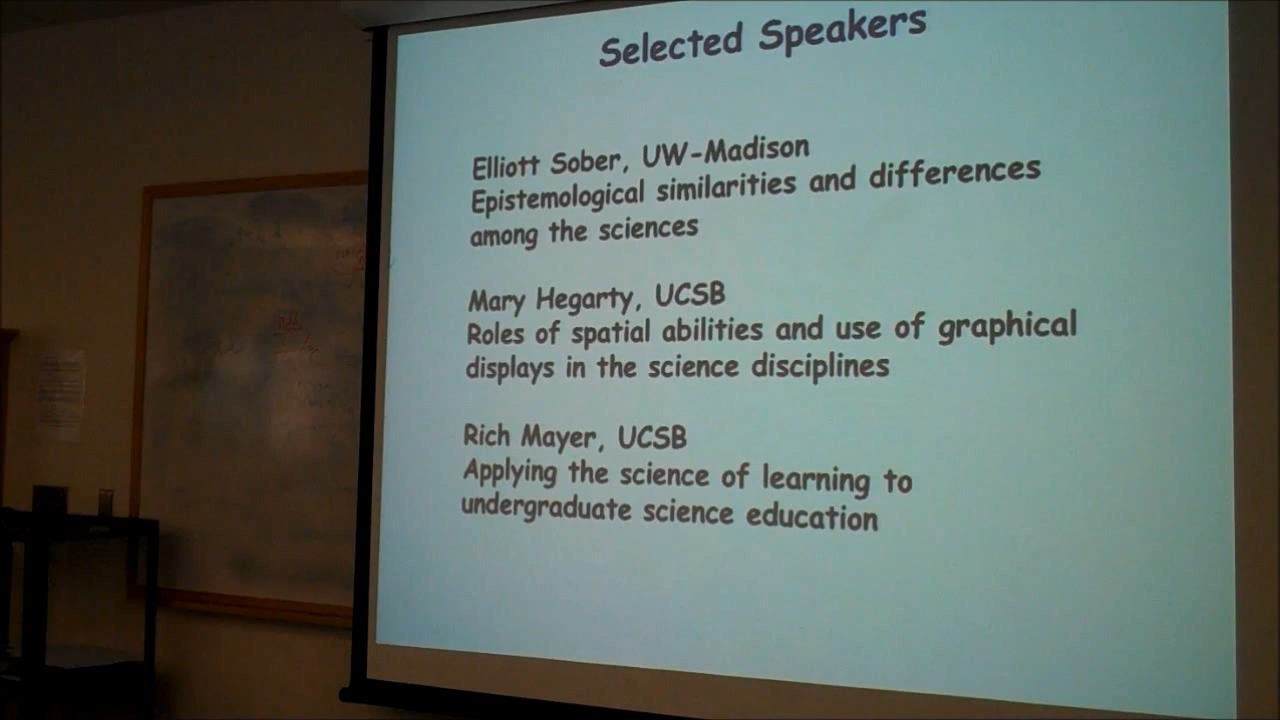 Selected Speakers
Elliott Sober, UW-Madison
Epistemological similarities and differences
among the sciences
Mary Hegarty, UCSB
Roles of spatial abilities and use of graphical
displays in the science disciplines
Rich Mayer, UCSB
Applying the science of learning to
undergraduate science education